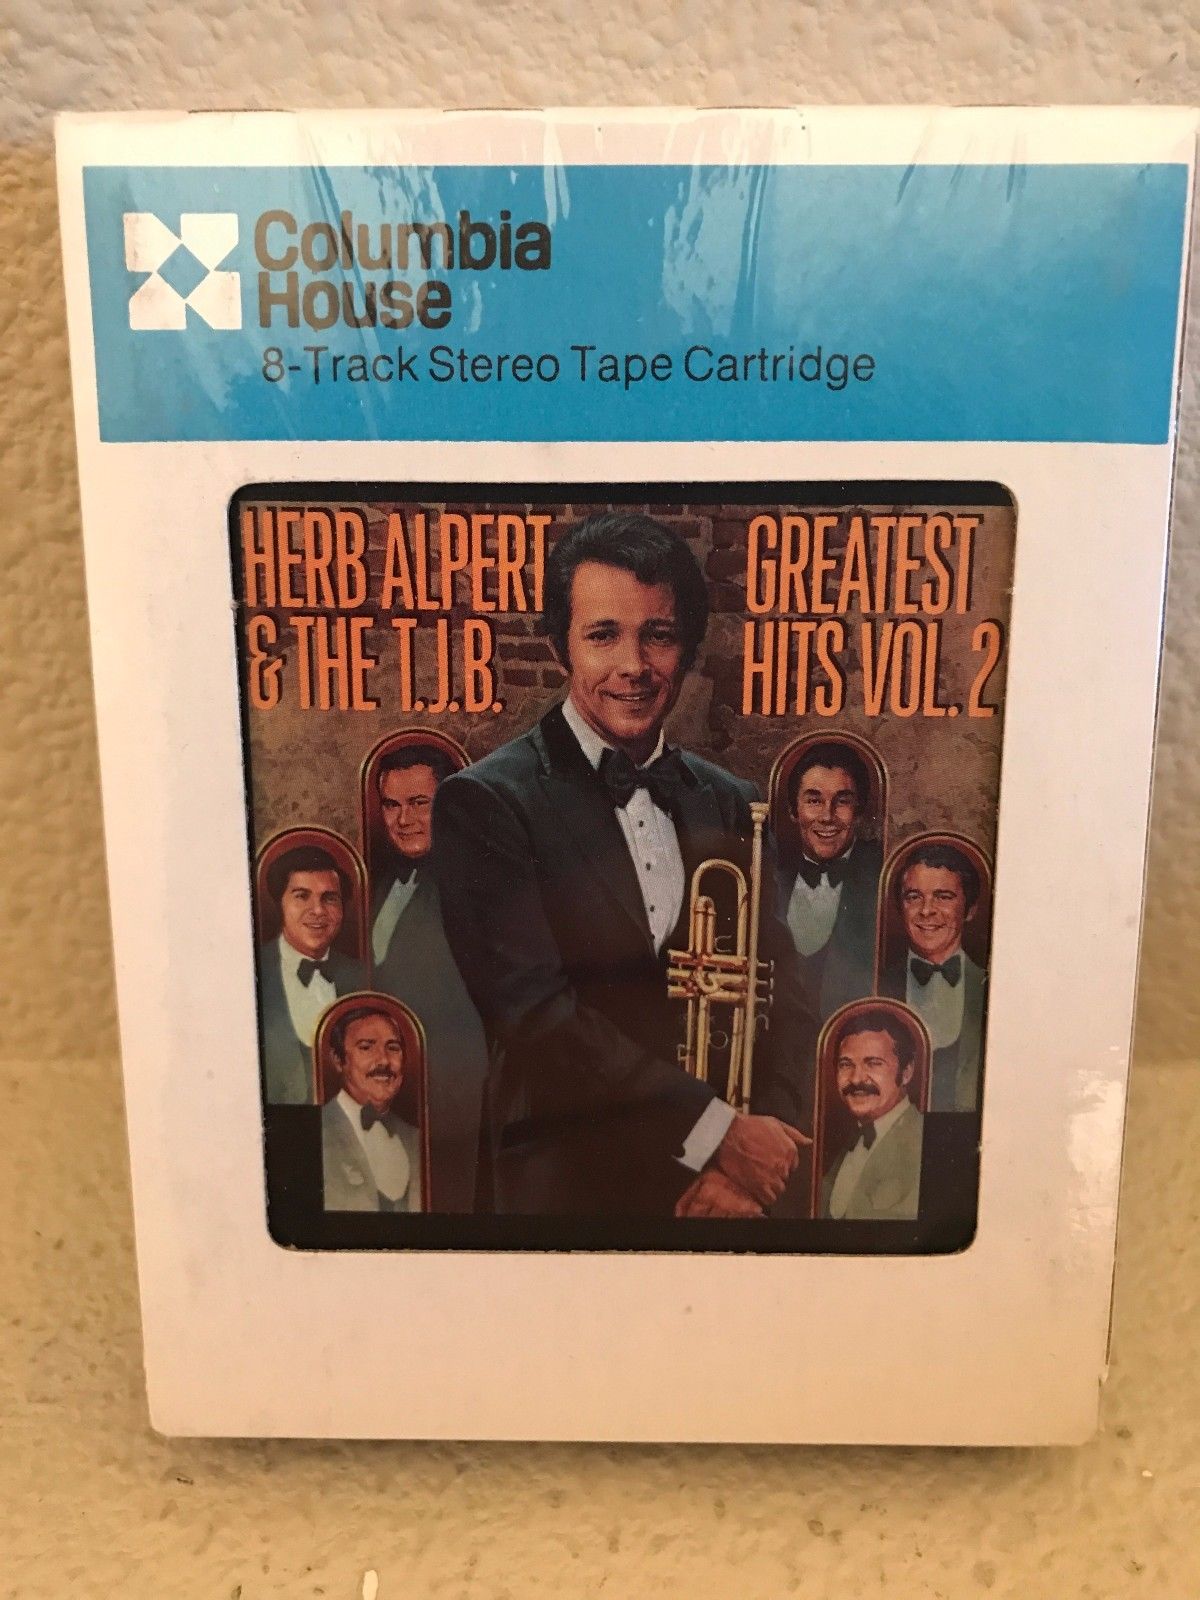 Columbia
House
8-Track Stereo Tape Cartridge
HERB ALPERT
& THE T.J.B.
GREATEST
HITS VOL. 2